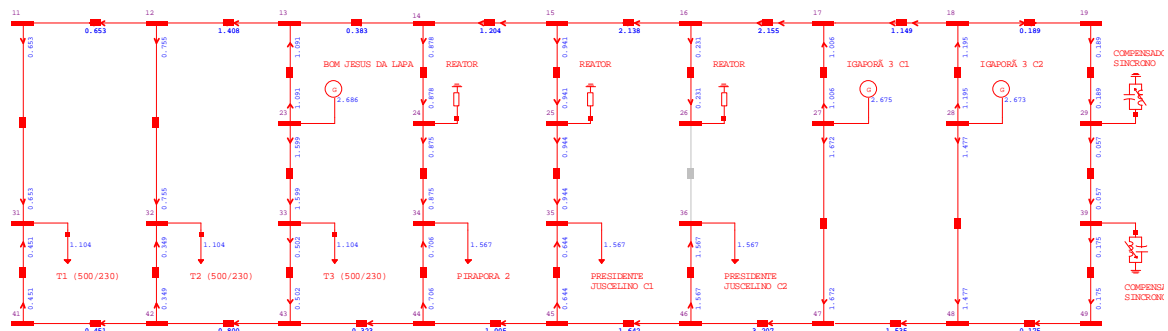 11 12 13 14 15 16 17 18 19
0.653 1.408 0.383 1.204 2.138 2.155 1.149 0.189
0.653 0.755 1.091 0.878 0.941 0.231 1.006 1.195 0.189
BOM JESUS DA LAPA REATOR REATOR REATOR IGAPORÃ 3 C1 IGAPORÃ 3 C2
SINCRONO
G G G
2.686 2.675 2.673
1.091 0.878 0.941 0.231 1.006 1.195 0.189
23 24 25 26 27 28 29
1.599 0.875 0.944 1.672 1.477 0.057
0.653 0.755 1.599 0.875 0.944 0.057
31 32 33 34 35 36 39
0.451 0.349 0.502 0.706 0.644 1.567 0.175
1.104 1.104 1.104 1.567 1.567 1.567
T1 (500/230) T2 (500/230) T3 (500/230) PIRAPORA 2 PRESIDENTE PRESIDENTE
JUSCELINO C1 JUSCELINO C2
SINCRONO
0.451 0.349 0.502 0.706 0.644 1.567 1.672 1.477 0.175
41 42 43 44 45 46 47 48 49